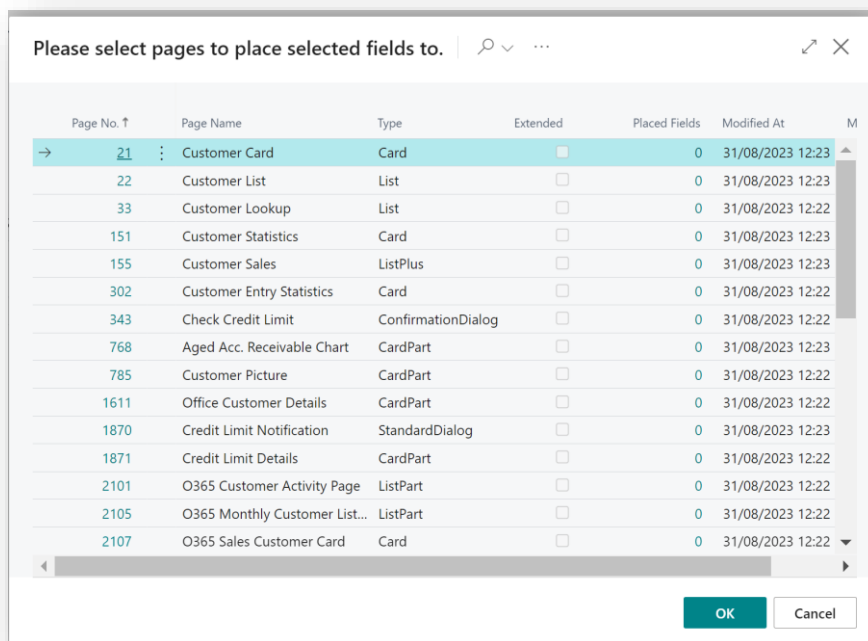 Please select pages to place selected fields to.
Page No. ↑ Page Name Type Extended Placed Fields Modified At M
21 Customer Card Card 0 31/08/2023 12:23
22 Customer List List 0 31/08/2023 12:23
33 Customer Lookup List 0 31/08/2023 12:22
151 Customer Statistics Card 0 31/08/2023 12:23
155 Customer Sales ListPlus 0 31/08/2023 12:23
302 Customer Entry Statistics Card 0 31/08/2023 12:22
343 Check Credit Limit ConfirmationDialog 0 31/08/2023 12:22
768 Aged Acc. Receivable Chart CardPart 0 31/08/2023 12:23
785 Customer Picture CardPart 0 31/08/2023 12:22
1611 Office Customer Details CardPart 0 31/08/2023 12:22
1870 Credit Limit Notification StandardDialog 0 31/08/2023 12:23
1871 Credit Limit Details CardPart 0 31/08/2023 12:22
2101 O365 Customer Activity Page ListPart 0 31/08/2023 12:22
2105 O365 Monthly Customer List... ListPart 0 31/08/2023 12:22
2107 O365 Sales Customer Card Card 0 31/08/2023 12:22
OK Cancel